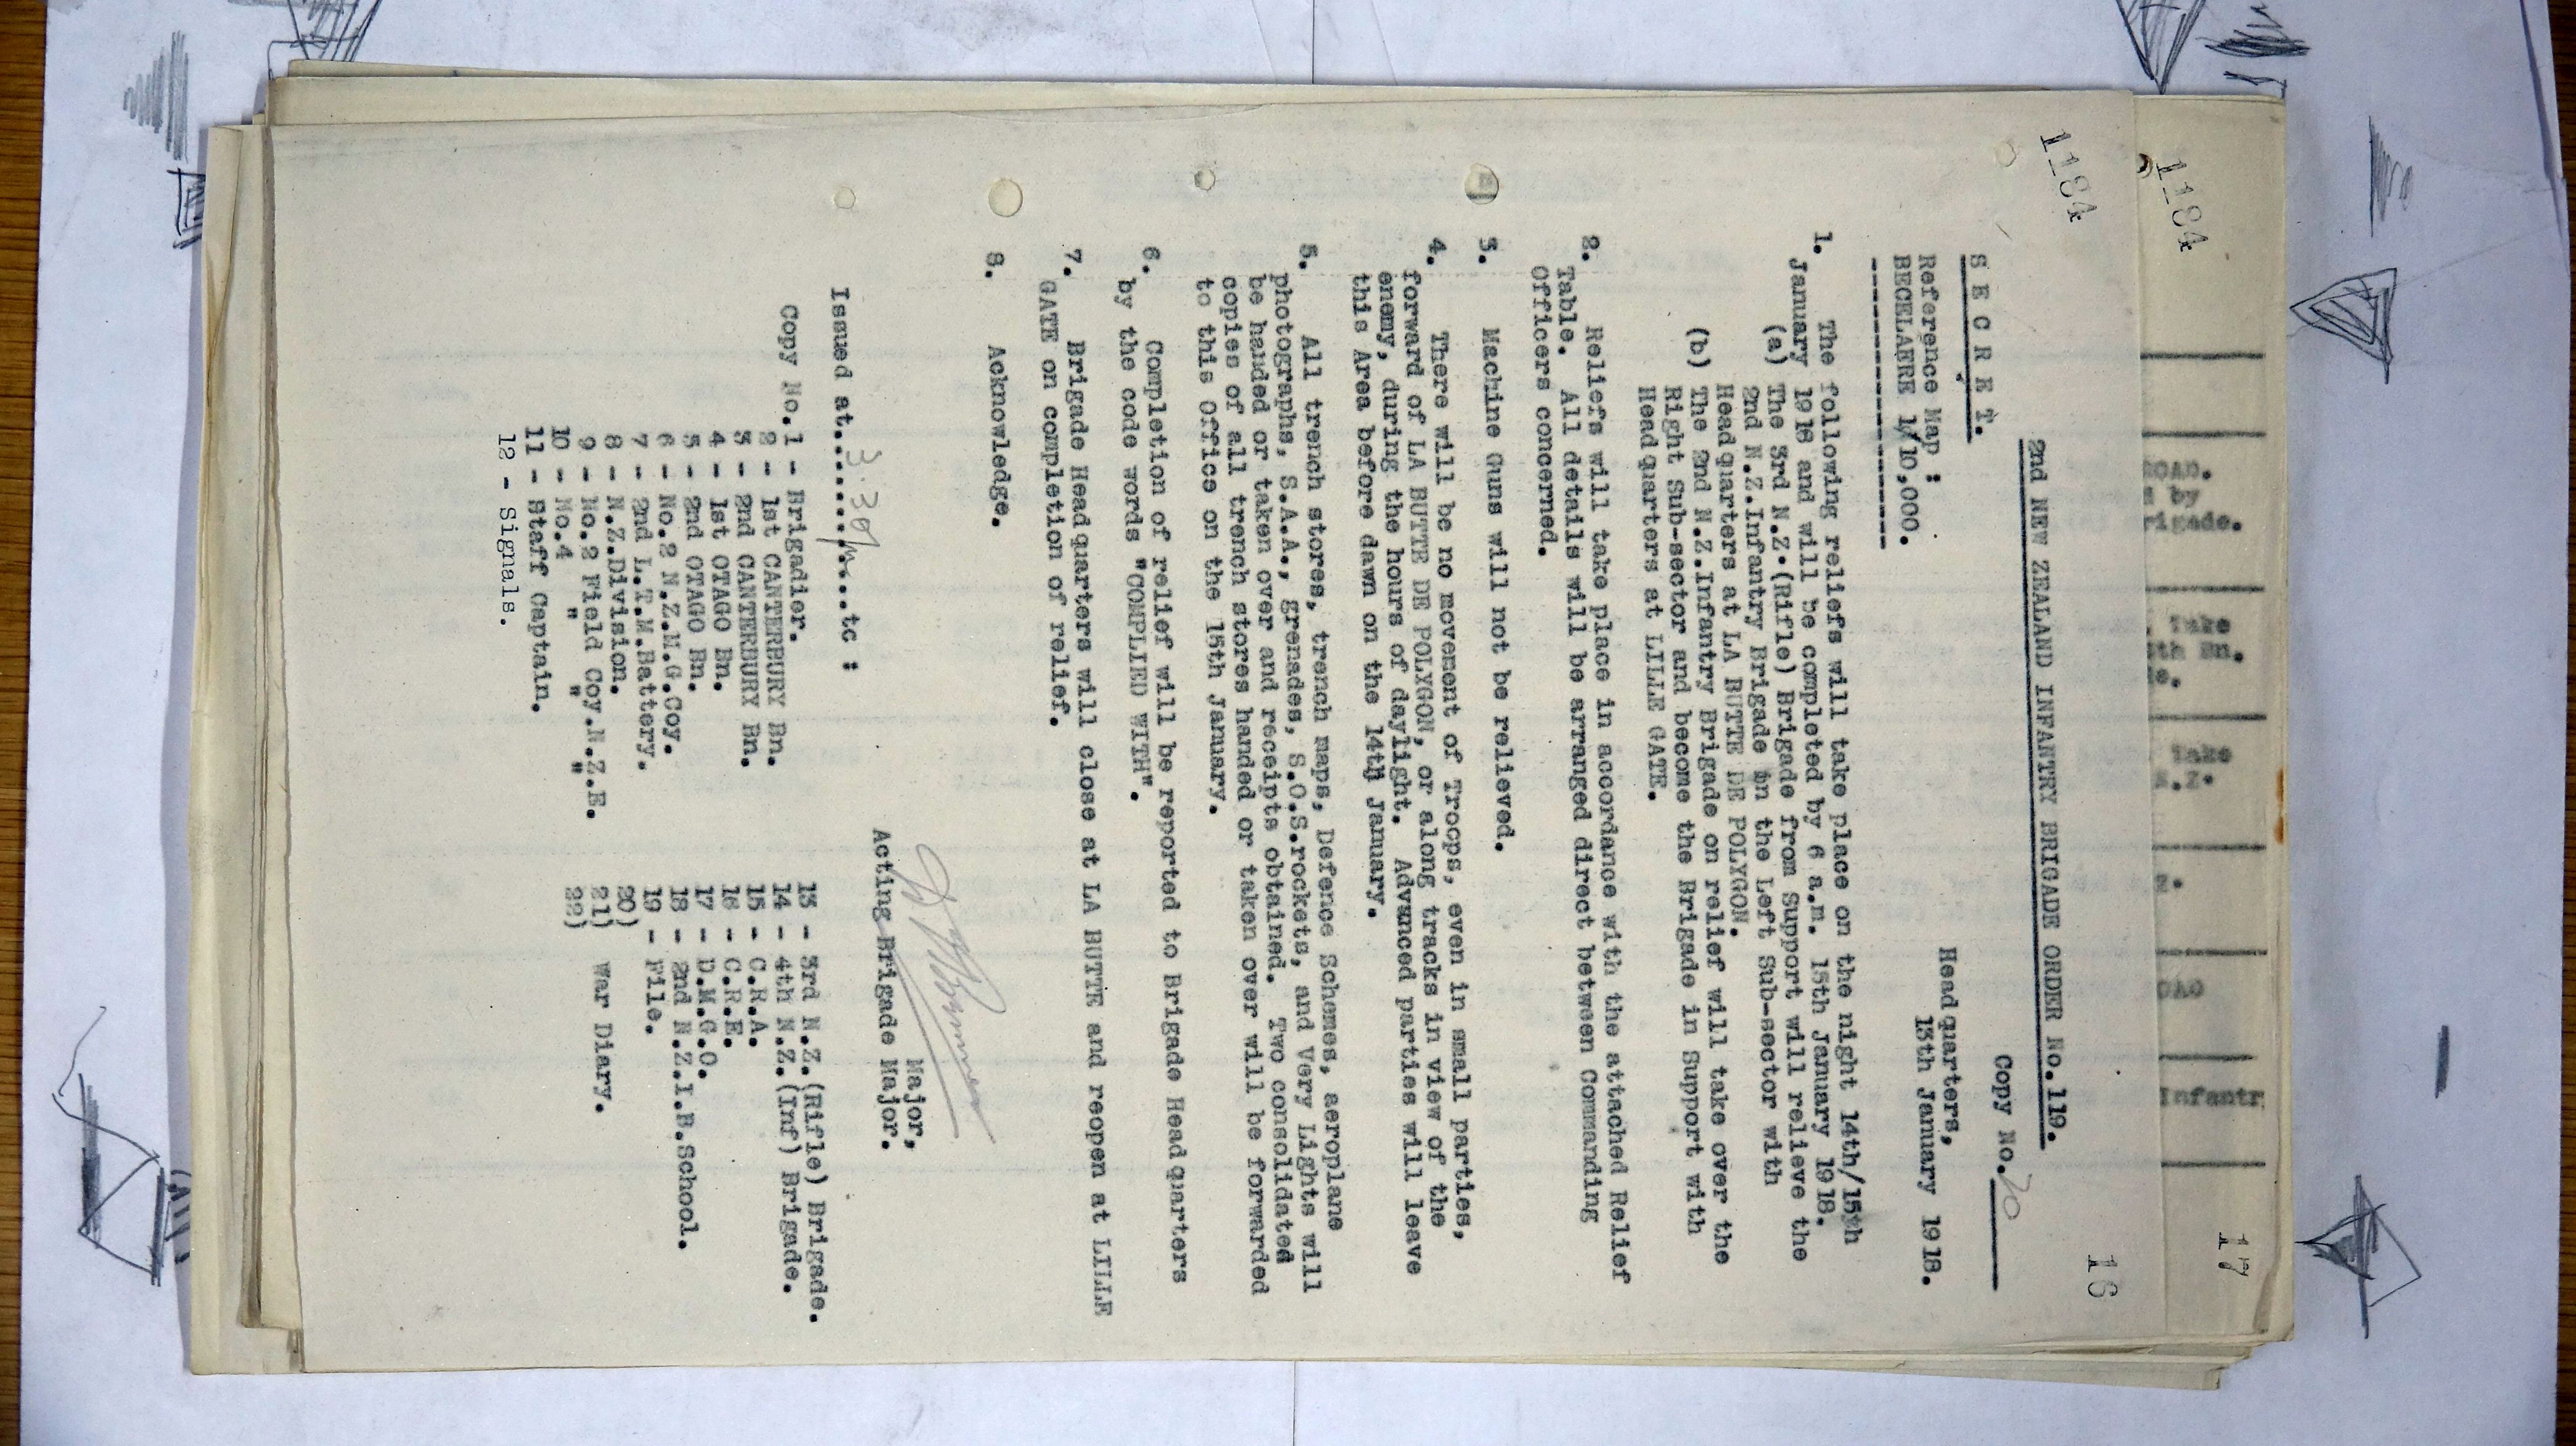 1184
16
2nd NEW ZEALAND INFANTRY BRIGADE ORDER No.119.
Copy No. 20
S E C R E T.
Headquarters,
13th January 1918.
Reference Map :
BECELAERE 1/10,000.
1. The following reliefs will take place on the night 14th/15th
January 1918 and will be completed by 6 a.m. 15th January 1918.
(a) The 3rd N.Z.(Rifle) Brigade from Support will relieve the
2nd N.Z.Infantry Brigade in the Left Sub-sector with
Headquarters at LA BUTTE DE POLYGON.
(b) The 2nd N.Z.Infantry Brigade on relief will take over the
Right Sub-sector and become the Brigade in Support with
Headquarters at LILLE GATE.
2. Reliefs will take place in accordance with the attached Relief
Table. All details will be arranged direct between Commanding
Officers concerned.
3. Machine Guns will not be relieved.
4. There will be no movement of Troops, even in small parties,
forward of LA BUTTE DE POLYGON, or along tracks in view of the
enemy, during the hours of daylight. Advanced parties will leave
this Area before dawn on the 14th January.
5. All trench stores, trench maps, Defence Schemes, aeroplane
photographs, S.A.A., grenades, S.O.S.rockets, and Very Lights will
be handed or taken over and receipts obtained. Two consolidated
copies of all trench stores handed or taken over will be forwarded
to this Office on the 15th January.
6. Completion of relief will be reported to Brigade Headquarters
by the code words "COMPLIED WITH".
7. Brigade Headquarters will close at LA BUTTE and reopen at LILLE
GATE on completion of relief.
8. Acknowledge.
Major,
Acting Brigade Major.
Issued at........3.30p.m....to :
Copy No.1 - Brigadier.
2 - 1st CANTERBURY Bn.
3 - 2nd CANTERBURY Bn.
4 - 1st OTAGO Bn.
5 - 2nd OTAGO Bn.
6 - No.2 N.Z.M.G.Coy.
7 - 2nd L.T.M.Battery.
8 - N.Z.Division.
9 - No.2 Field Coy.N.Z.E.
10 - No.4 " " "
11 - Staff Captain.
12 - Signals.
13 - 3rd N.Z.(Rifle) Brigade.
14 - 4th N.Z.(Inf) Brigade.
15 - C.R.A.
16 - C.R.E.
17 - D.M.G.O.
18 - 2nd N.Z.I.B.School.
19 - File.
20)
21) War Diary.
22)
1184
17
ROAD.
s by
rigade.
. Take
th Bn.
e.
. Take
.Z.
Infantr